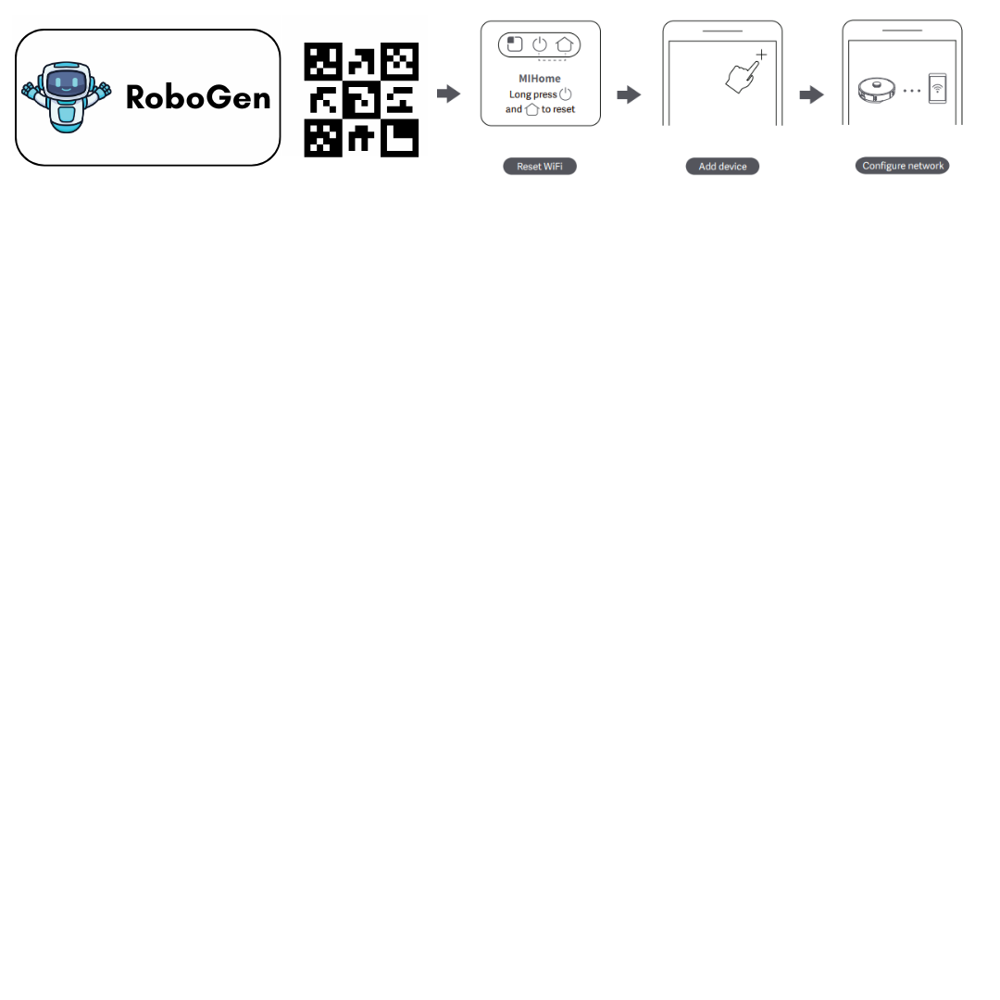 RoboGen
MIHome
Long press
and to reset
Reset WiFi
Add device
Configure network